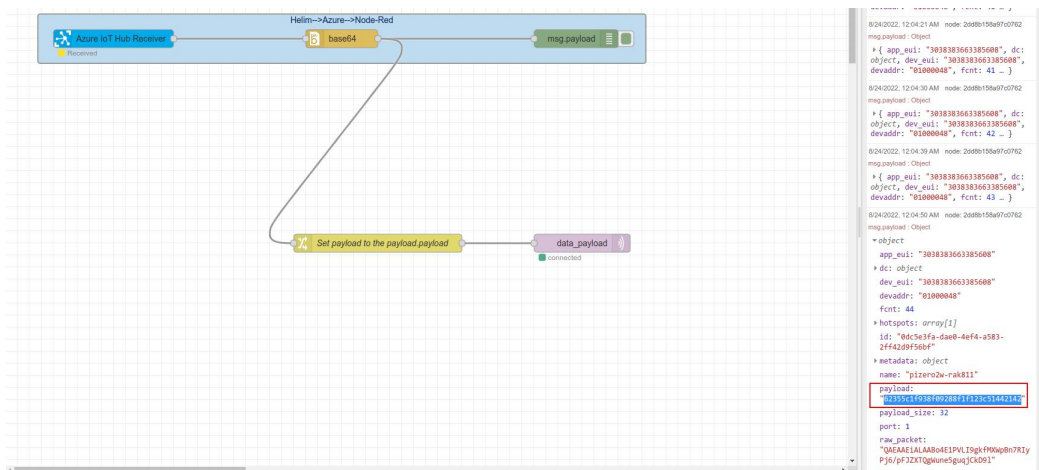 Helim-->Azure-->Node-Red
Azure IoT Hub Receiver
base64
msg.payload
Received
Set payload to the payload.payload
data_payload
connected
8/24/2022, 12:04:21 AM node: 2dd8b158a97c0762
msg.payload : Object
{ app_eui: "3038383663385608", dc:
object, dev_eui: "3038383663385608",
devaddr: "01000048", fcnt: 41 … }
8/24/2022, 12:04:30 AM node: 2dd8b158a97c0762
msg.payload : Object
{ app_eui: "3038383663385608", dc:
object, dev_eui: "3038383663385608",
devaddr: "01000048", fcnt: 42 … }
8/24/2022, 12:04:39 AM node: 2dd8b158a97c0762
msg.payload : Object
{ app_eui: "3038383663385608", dc:
object, dev_eui: "3038383663385608",
devaddr: "01000048", fcnt: 43 … }
8/24/2022, 12:04:50 AM node: 2dd8b158a97c0762
msg.payload : Object
object
app_eui: "3038383663385608"
dc: object
dev_eui: "3038383663385608"
devaddr: "01000048"
fcnt: 44
hotspots: array[1]
id: "0dc5e3fa-dae0-4ef4-a583-
2ff42d9f56bf"
metadata: object
name: "pizero2w-rak811"
payload:
"62355c1f938f09288f1f123c51442142"
payload_size: 32
port: 1
raw_packet:
"QAEAAEiALAABo4E1PVLI9gkfMXWpBn7RIy
Pj6/pFJZXTQgWune5guqjCkD9l"